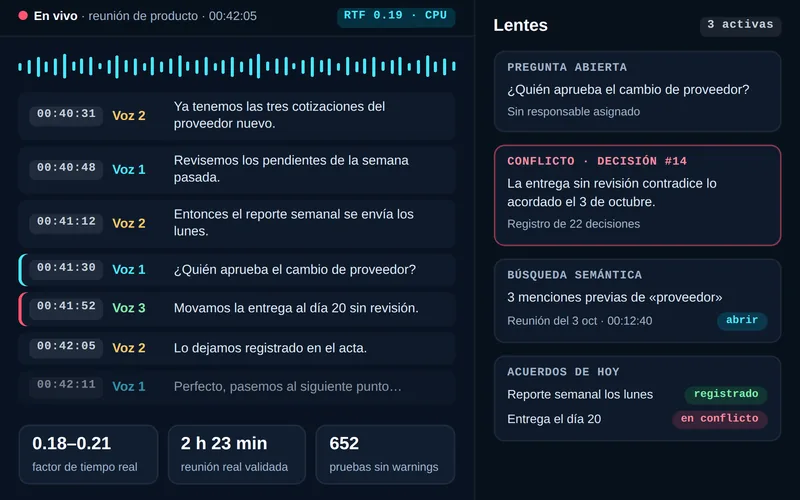 En vivo · reunión de producto · 00:42:05
RTF 0.19 · CPU
00:40:31 Voz 2 Ya tenemos las tres cotizaciones del
proveedor nuevo.
00:40:48 Voz 1 Revisemos los pendientes de la semana
pasada.
00:41:12 Voz 2 Entonces el reporte semanal se envía los
lunes.
00:41:30 Voz 1 ¿Quién aprueba el cambio de proveedor?
00:41:52 Voz 3 Movamos la entrega al día 20 sin revisión.
00:42:05 Voz 2 Lo dejamos registrado en el acta.
00:42:11 Voz 1 Perfecto, pasemos al siguiente punto…
0.18–0.21
factor de tiempo real
2 h 23 min
reunión real validada
652
pruebas sin warnings
Lentes
3 activas
PREGUNTA ABIERTA
¿Quién aprueba el cambio de proveedor?
Sin responsable asignado
CONFLICTO · DECISIÓN #14
La entrega sin revisión contradice lo
acordado el 3 de octubre.
Registro de 22 decisiones
BÚSQUEDA SEMÁNTICA
3 menciones previas de «proveedor»
Reunión del 3 oct · 00:12:40 abrir
ACUERDOS DE HOY
Reporte semanal los lunes registrado
Entrega el día 20 en conflicto